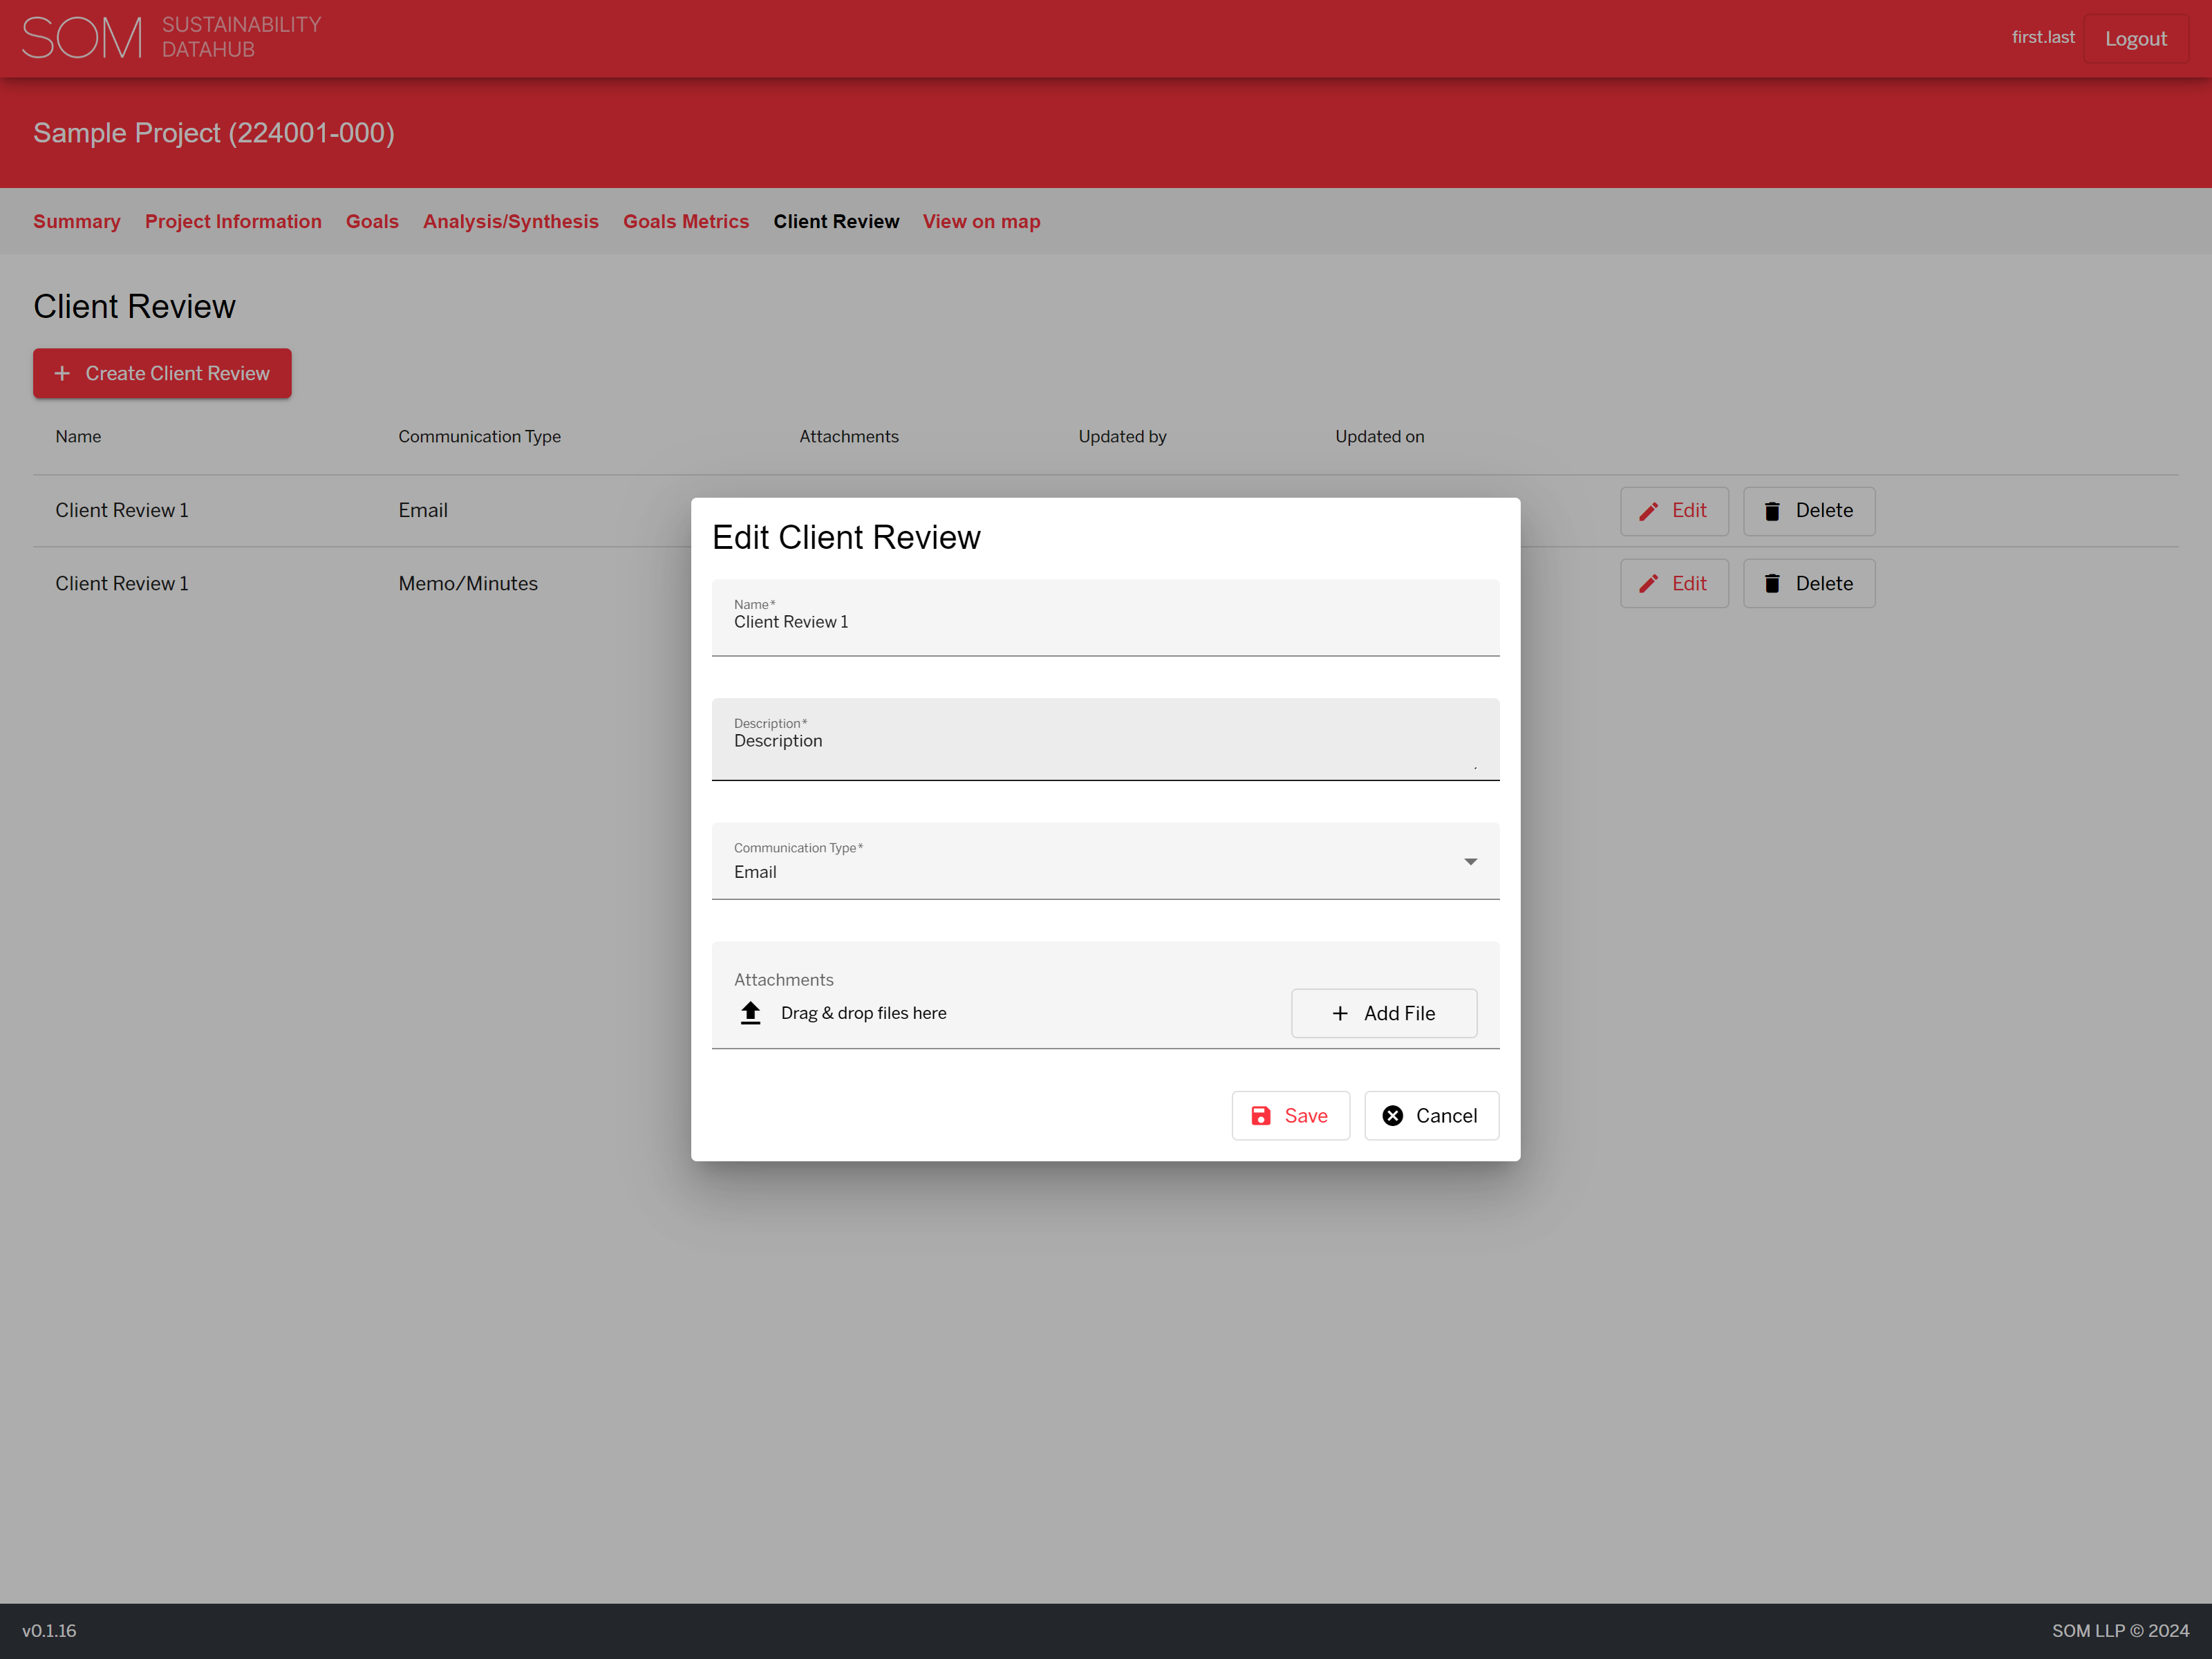 SOM SUSTAINABILITY
DATAHUB
first.last Logout
Sample Project (224001-000)
Summary Project Information Goals Analysis/Synthesis Goals Metrics Client Review View on map
Client Review
+ Create Client Review
Name Communication Type Attachments Updated by Updated on
Client Review 1 Email Edit Delete
Client Review 1 Memo/Minutes Edit Delete
Edit Client Review
Name*
Client Review 1
Description*
Description
Communication Type*
Email
Attachments
Drag & drop files here + Add File
Save Cancel
v0.1.16 SOM LLP © 2024